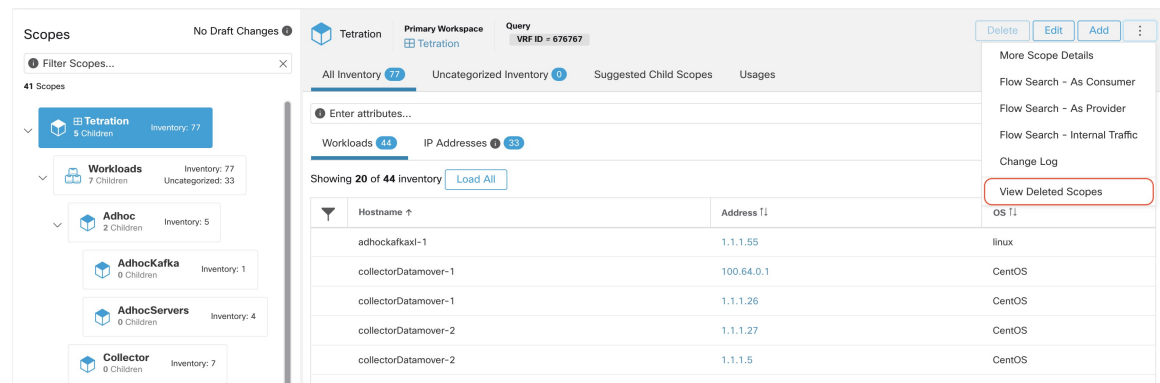 Scopes
No Draft Changes
Filter Scopes...
41 Scopes
Tetration
5 Children
Inventory: 77
Workloads
7 Children
Inventory: 77
Uncategorized: 33
Adhoc
2 Children
Inventory: 5
AdhocKafka
0 Children
Inventory: 1
AdhocServers
0 Children
Inventory: 4
Collector
0 Children
Inventory: 7
Tetration
Primary Workspace
Tetration
Query
VRF ID = 676767
Delete Edit Add
More Scope Details
Flow Search - As Consumer
Flow Search - As Provider
Flow Search - Internal Traffic
Change Log
View Deleted Scopes
All Inventory 77 Uncategorized Inventory 0 Suggested Child Scopes Usages
Enter attributes...
Workloads 44 IP Addresses 33
Showing 20 of 44 inventory Load All
Hostname ↑ Address ↑↓ OS ↑↓
adhockafkaxl-1 1.1.1.55 linux
collectorDatamover-1 100.64.0.1 CentOS
collectorDatamover-1 1.1.1.26 CentOS
collectorDatamover-2 1.1.1.27 CentOS
collectorDatamover-2 1.1.1.5 CentOS